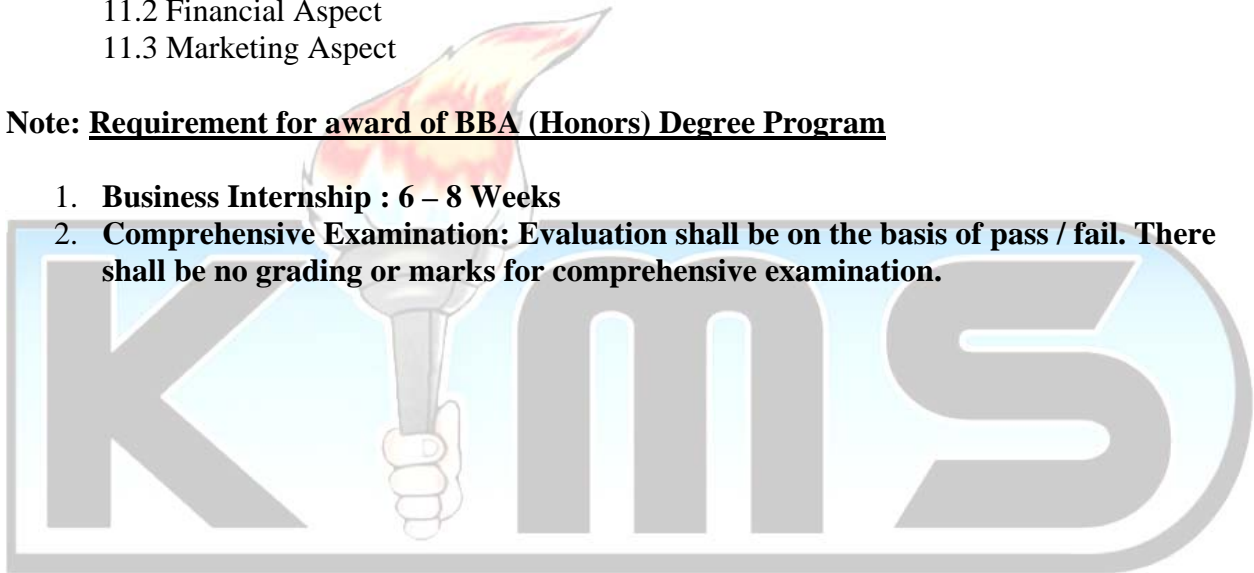 11.2 Financial Aspect
11.3 Marketing Aspect
Note: Requirement for award of BBA (Honors) Degree Program
1. Business Internship : 6 – 8 Weeks
2. Comprehensive Examination: Evaluation shall be on the basis of pass / fail. There
shall be no grading or marks for comprehensive examination.
KIMS